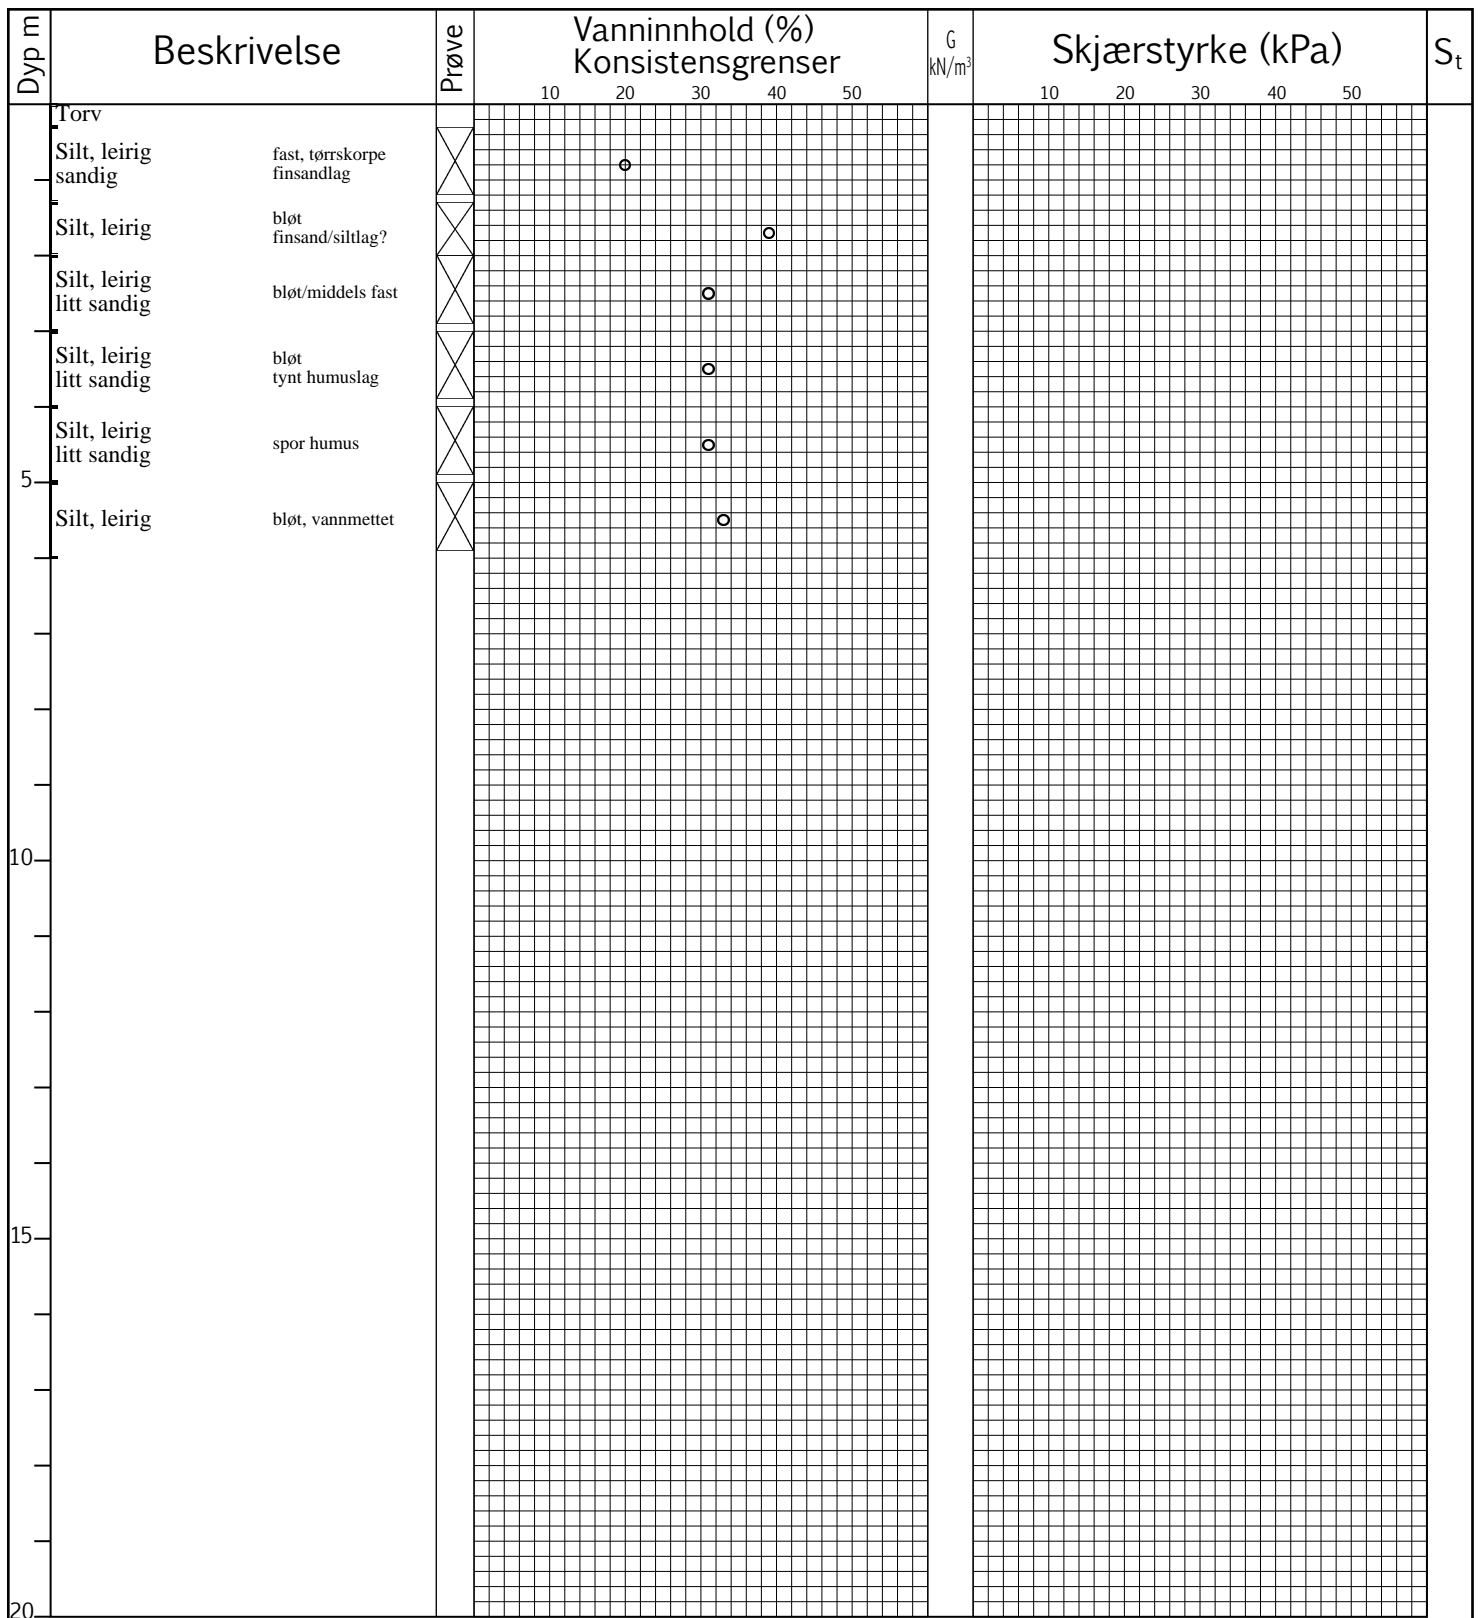 Dyp m
Beskrivelse
Prøve
Vanninnhold (%)
Konsistensgrenser
10 20 30 40 50
G
kN/m³
Skjærstyrke (kPa)
10 20 30 40 50
St
Torv
Silt, leirig
sandig
fast, tørrskorpe
finsandlag
Silt, leirig
bløt
finsand/siltlag?
Silt, leirig
litt sandig
bløt/middels fast
Silt, leirig
litt sandig
bløt
tynt humuslag
Silt, leirig
litt sandig
spor humus
5
Silt, leirig
bløt, vannmettet
10
15
20